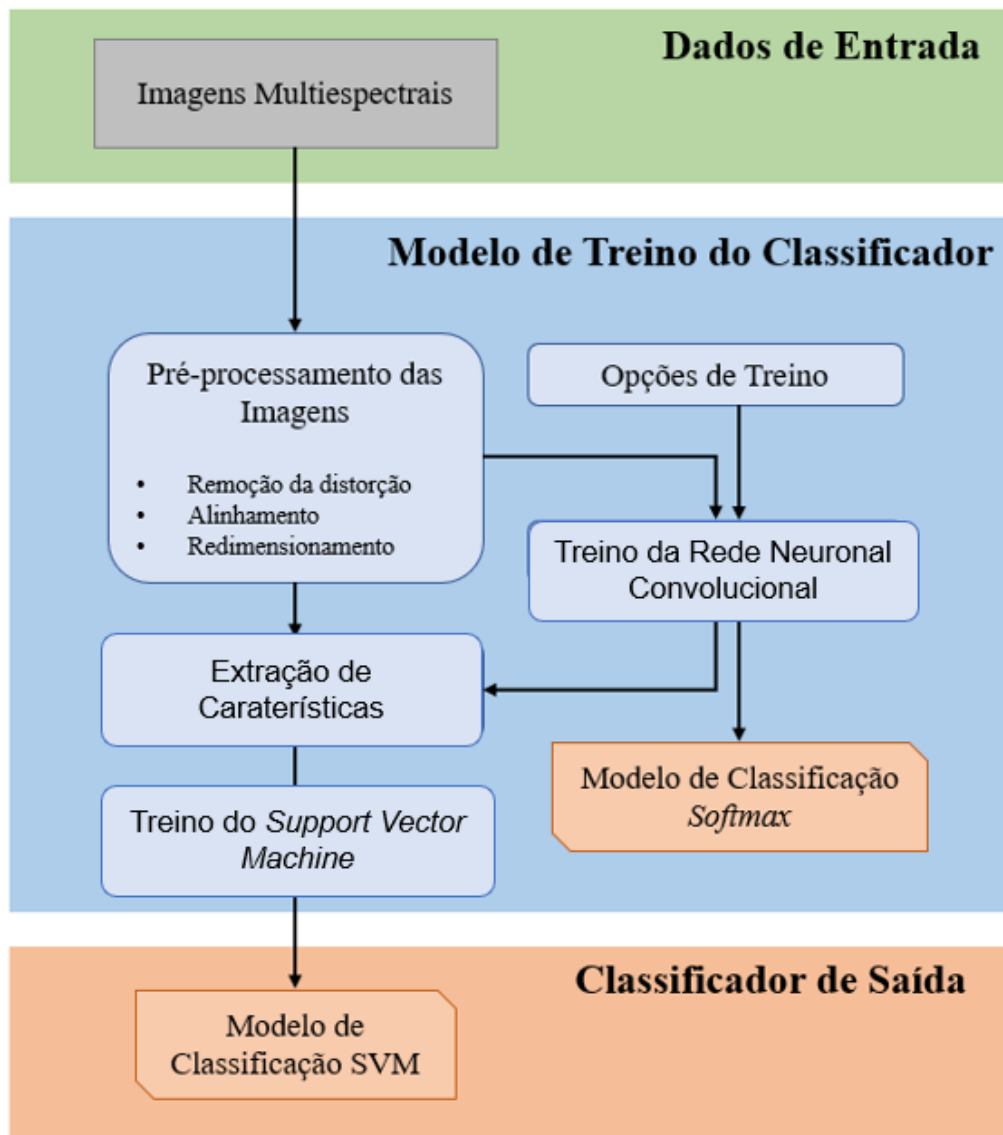 Dados de Entrada
Imagens Multiespectrais
Modelo de Treino do Classificador
Pré-processamento das
Imagens
• Remoção da distorção
• Alinhamento
• Redimensionamento
Opções de Treino
Treino da Rede Neuronal
Convolucional
Extração de
Caraterísticas
Modelo de Classificação
Softmax
Treino do Support Vector
Machine
Classificador de Saída
Modelo de
Classificação SVM